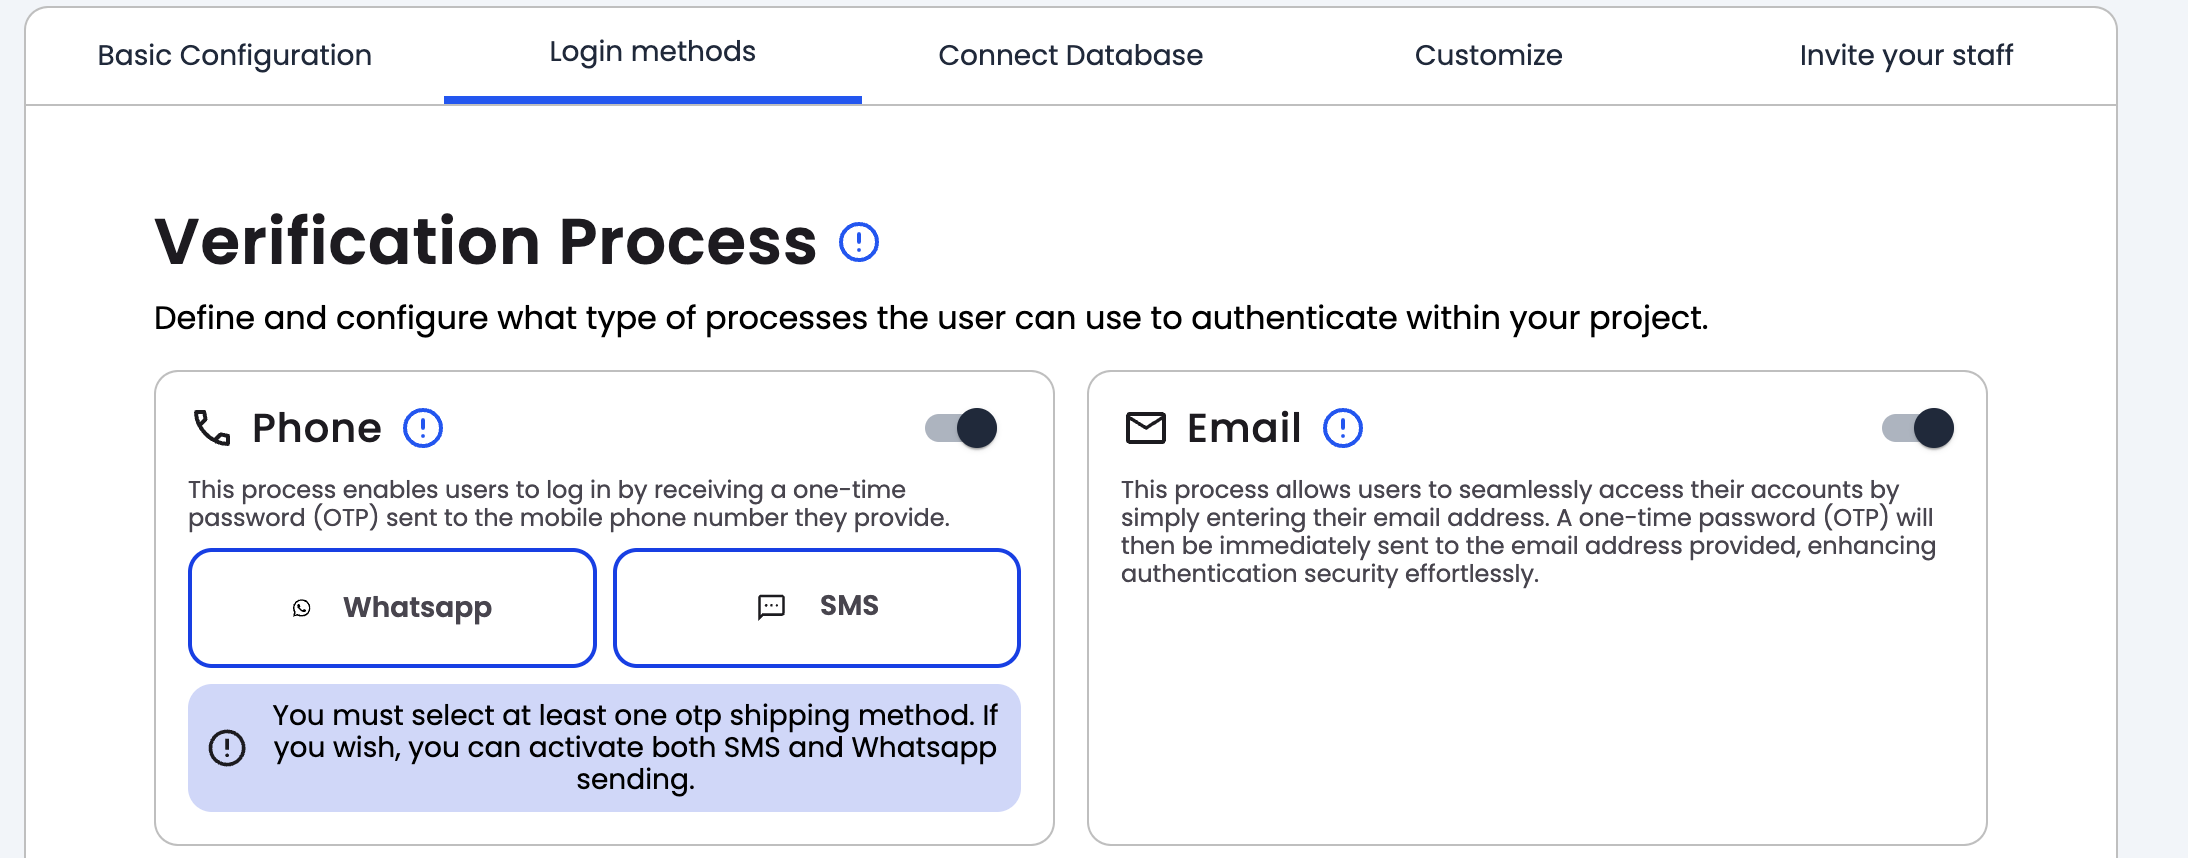 Basic Configuration
Login methods
Connect Database
Customize
Invite your staff
Verification Process
Define and configure what type of processes the user can use to authenticate within your project.
Phone
This process enables users to log in by receiving a one-time
password (OTP) sent to the mobile phone number they provide.
Whatsapp
SMS
You must select at least one otp shipping method. If
you wish, you can activate both SMS and Whatsapp
sending.
Email
This process allows users to seamlessly access their accounts by
simply entering their email address. A one-time password (OTP) will
then be immediately sent to the email address provided, enhancing
authentication security effortlessly.